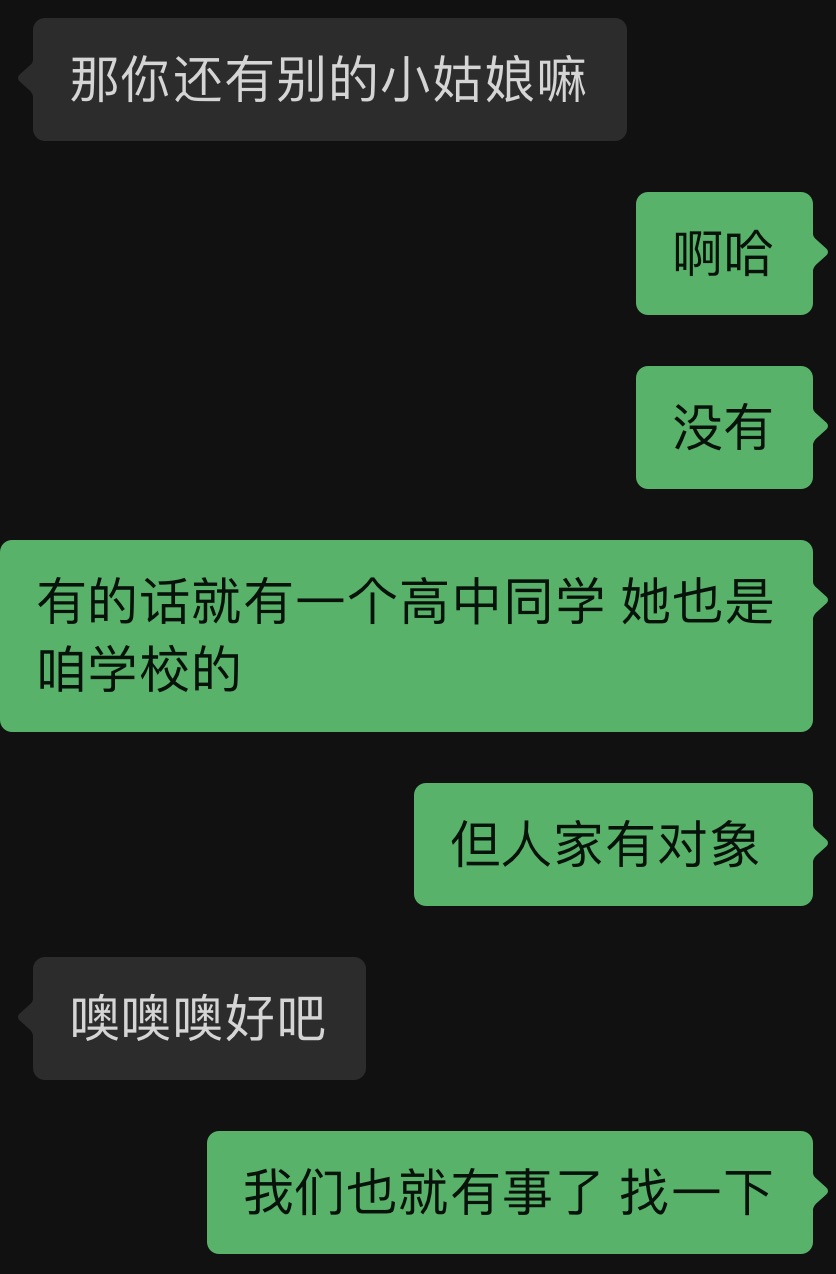 那你还有别的小姑娘嘛
啊哈
没有
有的话就有一个高中同学 她也是
咱学校的
但人家有对象
噢噢噢好吧
我们也就有事了 找一下